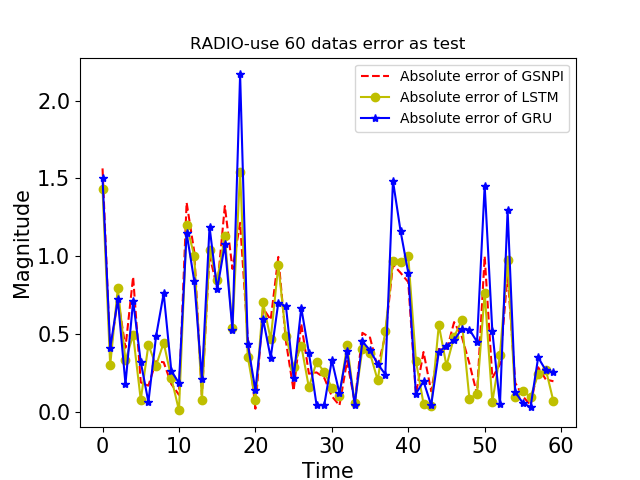 RADIO-use 60 datas error as test
Absolute error of GSNPI
Absolute error of LSTM
Absolute error of GRU
Magnitude
2.0
1.5
1.0
0.5
0.0
0 10 20 30 40 50 60
Time